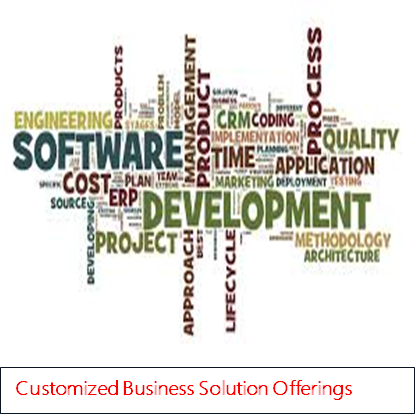 PRODUCTS
STAGES
PROBLEM
MODEL
MANAGEMENT
PRODUCT
SOLUTION
BUSINESS
DIFFERENT
PROCESS
ENGINEERING
CRM
CODING
SOFTWARE
IMPLEMENTATION
QUALITY
TIME
PLANNING
APPLICATION
SPECIFIC
COST
PLAN
TEAM
EXTREME
MARKETING
DEPLOYMENT
TESTING
SOURCE
ERP
DEVELOPING
DEVELOPMENT
PROJECT
APPROACH
BEST
LIFECYCLE
METHODOLOGY
ARCHITECTURE
Customized Business Solution Offerings